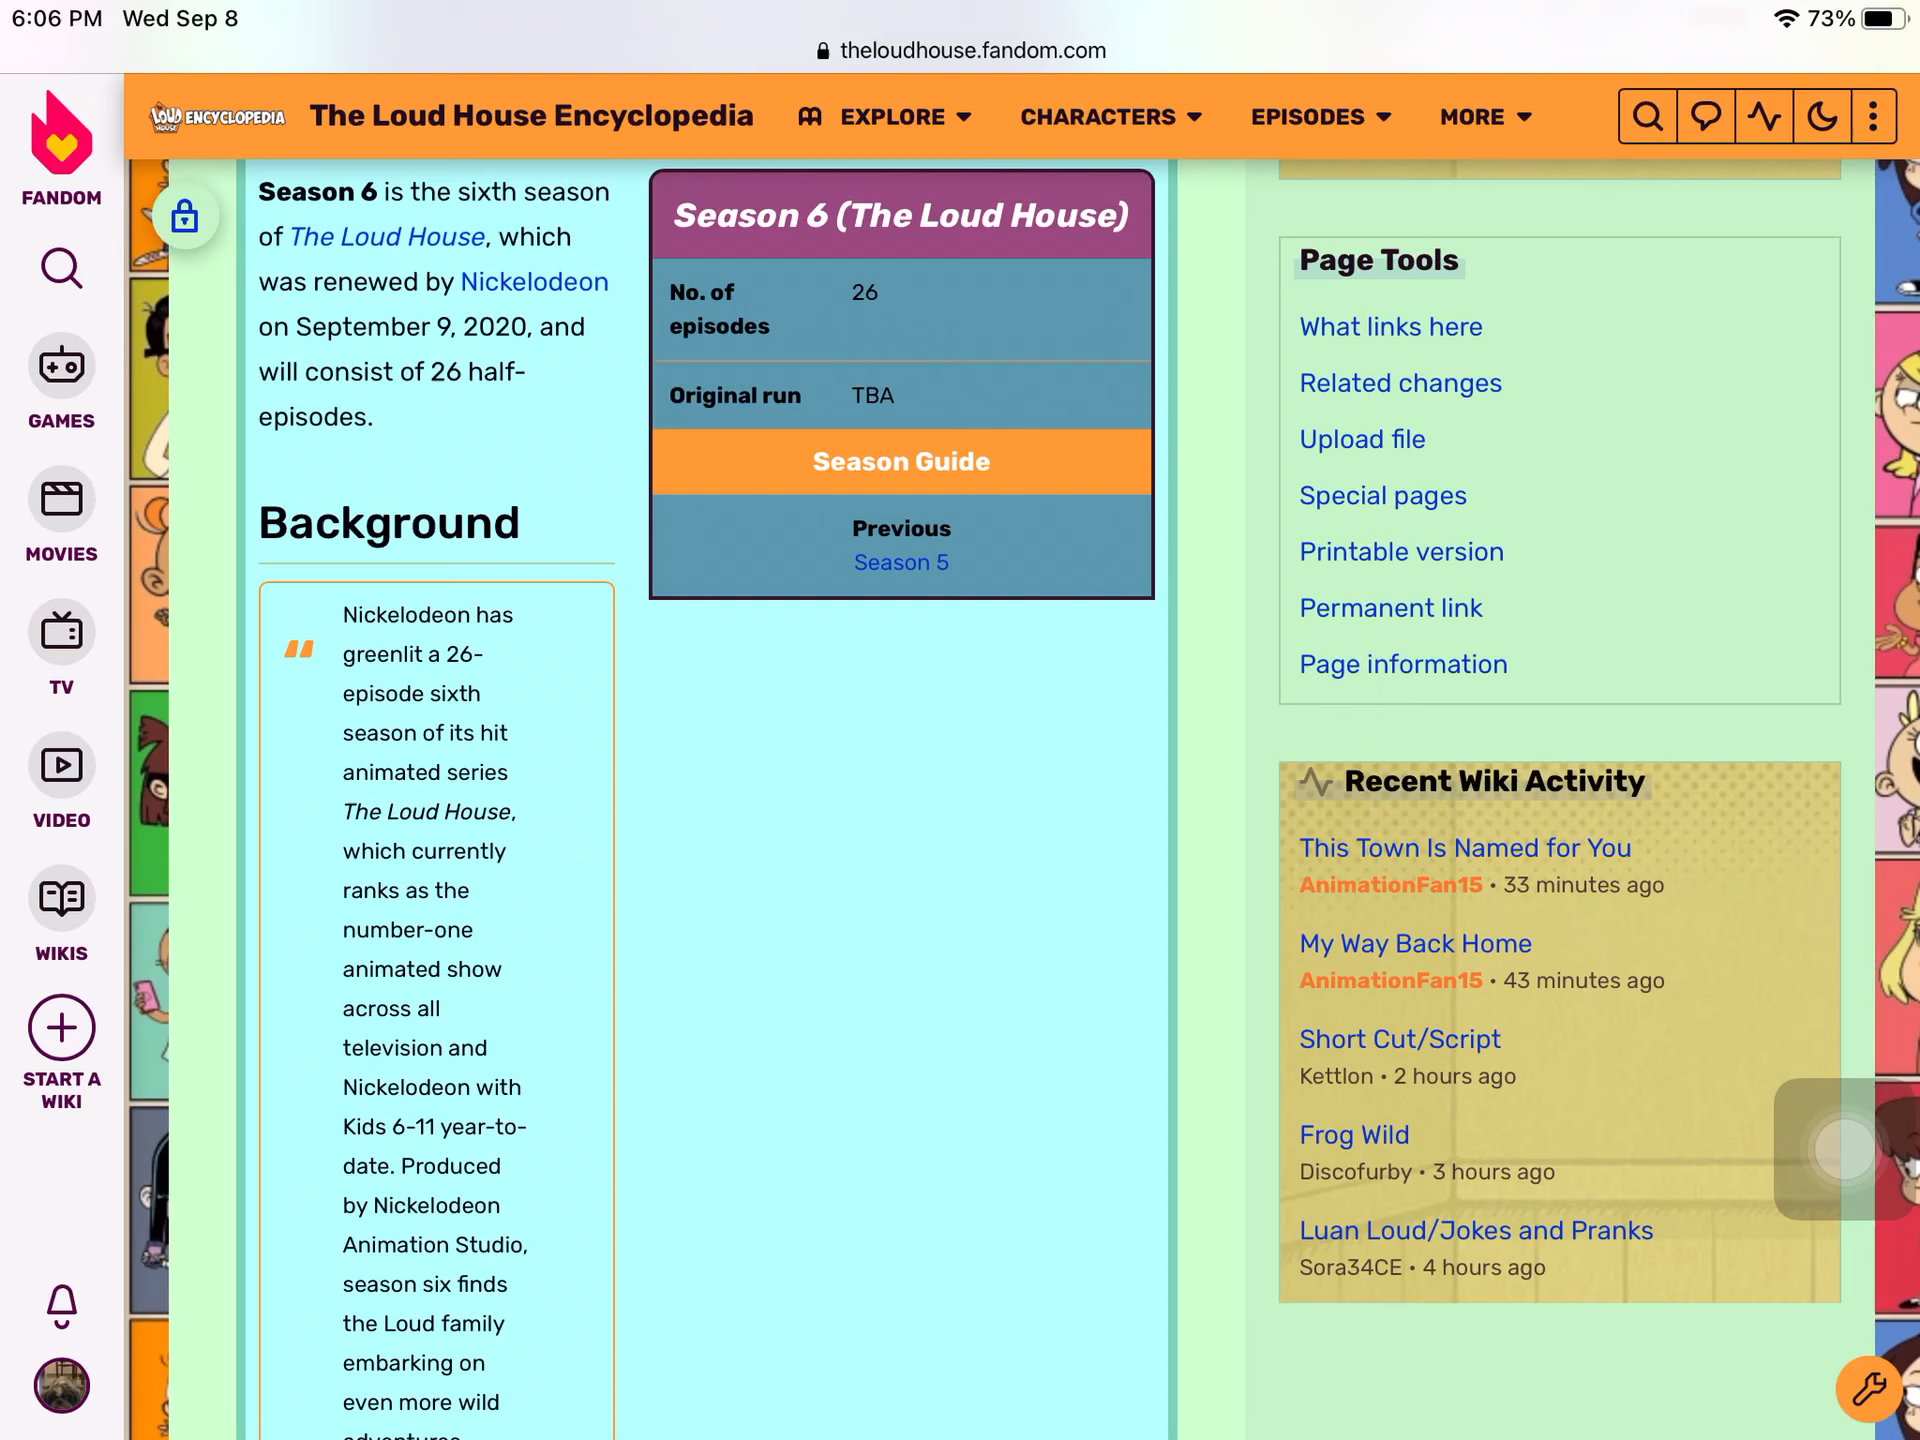 6:06 PM Wed Sep 8
73%
theloudhouse.fandom.com
FANDOM
GAMES
MOVIES
TV
VIDEO
WIKIS
START A
WIKI
LOUD HOUSE ENCYCLOPEDIA
The Loud House Encyclopedia
EXPLORE
CHARACTERS
EPISODES
MORE
Season 6 is the sixth season
of The Loud House, which
was renewed by Nickelodeon
on September 9, 2020, and
will consist of 26 half-
episodes.
Background
“
Nickelodeon has
greenlit a 26-
episode sixth
season of its hit
animated series
The Loud House,
which currently
ranks as the
number-one
animated show
across all
television and
Nickelodeon with
Kids 6-11 year-to-
date. Produced
by Nickelodeon
Animation Studio,
season six finds
the Loud family
embarking on
even more wild
adventures
Season 6 (The Loud House)
No. of
episodes
26
Original run TBA
Season Guide
Previous
Season 5
Page Tools
What links here
Related changes
Upload file
Special pages
Printable version
Permanent link
Page information
Recent Wiki Activity
This Town Is Named for You
AnimationFan15 • 33 minutes ago
My Way Back Home
AnimationFan15 • 43 minutes ago
Short Cut/Script
Kettlon • 2 hours ago
Frog Wild
Discofurby • 3 hours ago
Luan Loud/Jokes and Pranks
Sora34CE • 4 hours ago